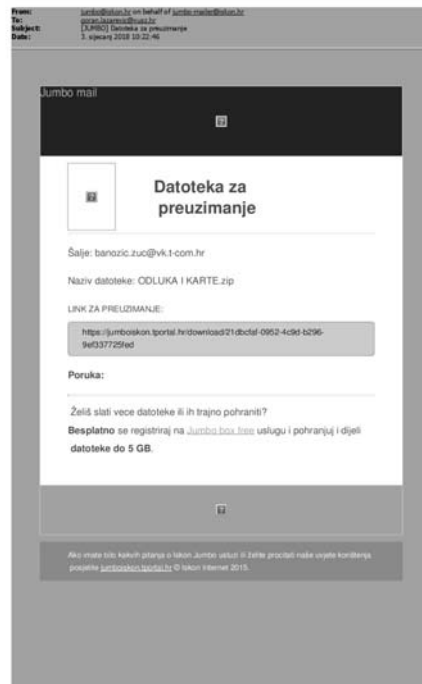 From: jumbo@iskon.hr on behalf of jumbo-mailer@iskon.hr
To: goran.lazarevic@vusz.hr
Subject: [JUMBO] Datoteka za preuzimanje
Date: 3. siječanj 2018 10:22:46
Jumbo mail
Datoteka za
preuzimanje
Šalje: banozic.zuc@vk.t-com.hr
Naziv datoteke: ODLUKA I KARTE.zip
LINK ZA PREUZIMANJE:
https://jumboiskon.tportal.hr/download/21dbcfaf-0952-4c9d-b296-
9ef337725fed
Poruka:
Želiš slati vece datoteke ili ih trajno pohraniti?
Besplatno se registriraj na Jumbo box free uslugu i pohranjuj i dijeli
datoteke do 5 GB.
Ako imate bilo kakvih pitanja o Iskon Jumbo usluzi ili želite procitati naše uvjete korištenja
posjetite jumboiskon.tportal.hr © Iskon Internet 2015.